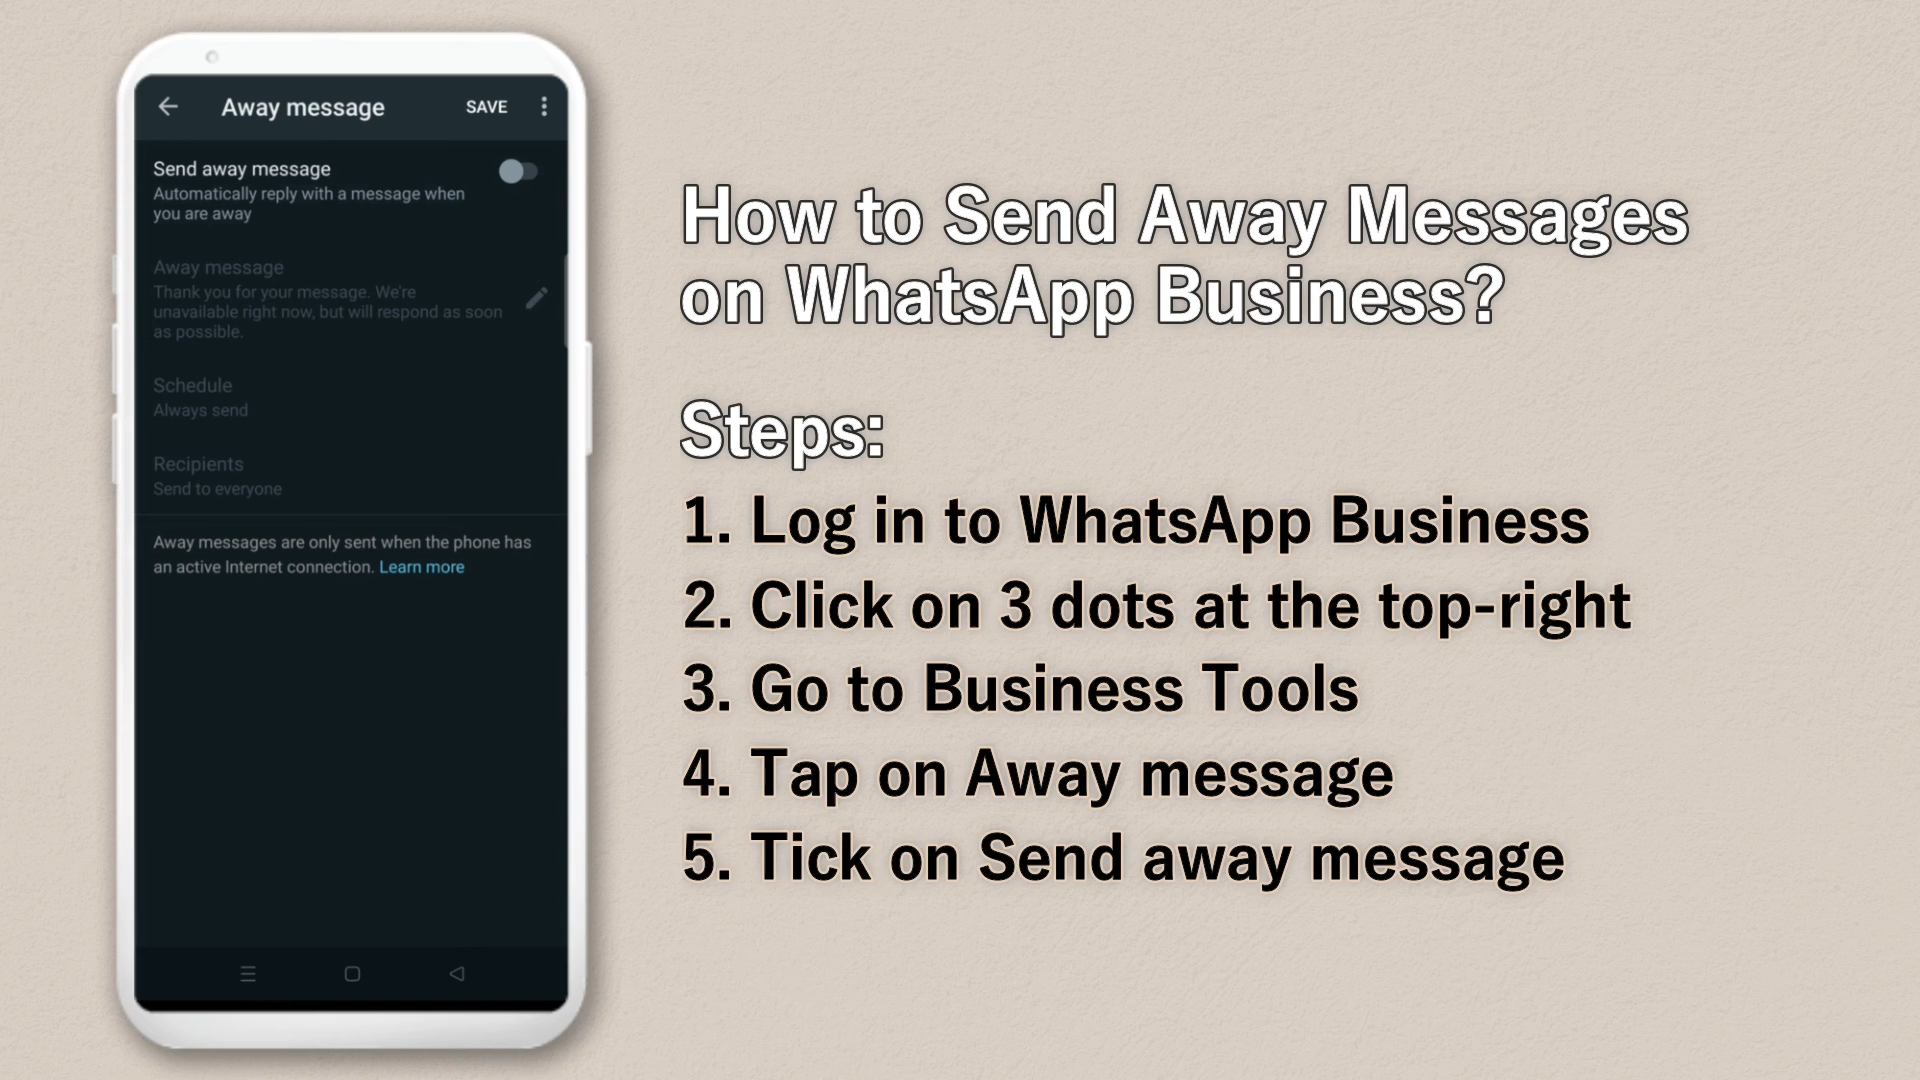 Away message
SAVE
Send away message
Automatically reply with a message when
you are away
Away message
Thank you for your message. We're
unavailable right now, but will respond as soon
as possible.
Schedule
Always send
Recipients
Send to everyone
Away messages are only sent when the phone has
an active Internet connection. Learn more
How to Send Away Messages
on WhatsApp Business?
Steps:
1. Log in to WhatsApp Business
2. Click on 3 dots at the top-right
3. Go to Business Tools
4. Tap on Away message
5. Tick on Send away message